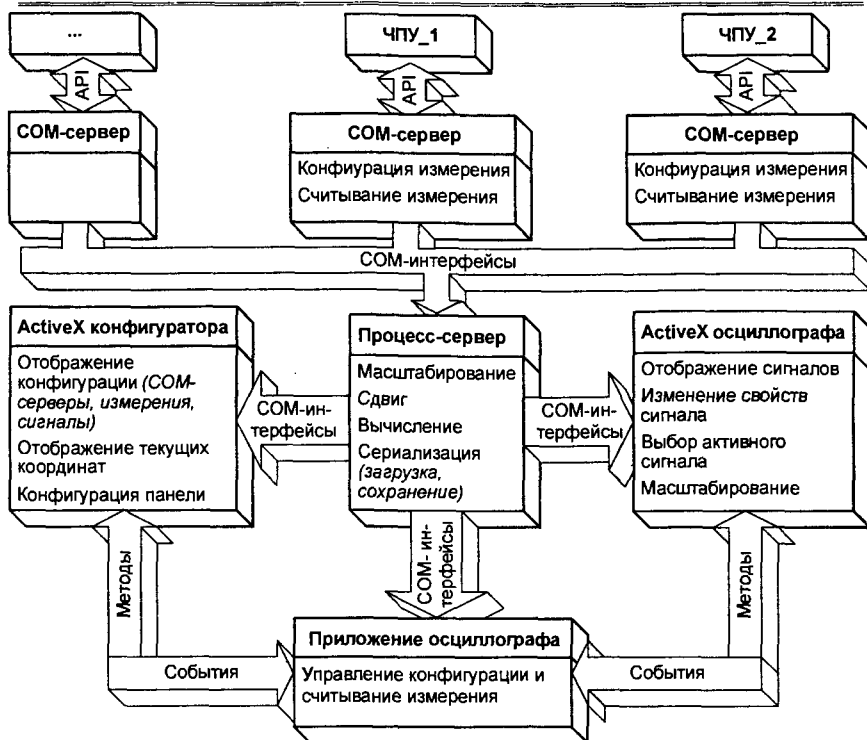 ...
ЧПУ_1
ЧПУ_2
API
API
API
COM-сервер
COM-сервер
Конфиурация измерения
Считывание измерения
COM-сервер
Конфиурация измерения
Считывание измерения
COM-интерфейсы
ActiveX конфигуратора
Отображение
конфигурации (COM-
серверы, измерения,
сигналы)
Отображение текущих
координат
Конфигурация панели
COM-ин-
терфейсы
Процесс-сервер
Масштабирование
Сдвиг
Вычисление
Сериализация
(загрузка,
сохранение)
COM-ин-
терфейсы
ActiveX осциллографа
Отображение сигналов
Изменение свойств
сигнала
Выбор активного
сигнала
Масштабирование
Методы
COM- ин-
терфейсы
Методы
События
Приложение осциллографа
Управление конфигурации и
считывание измерения
События